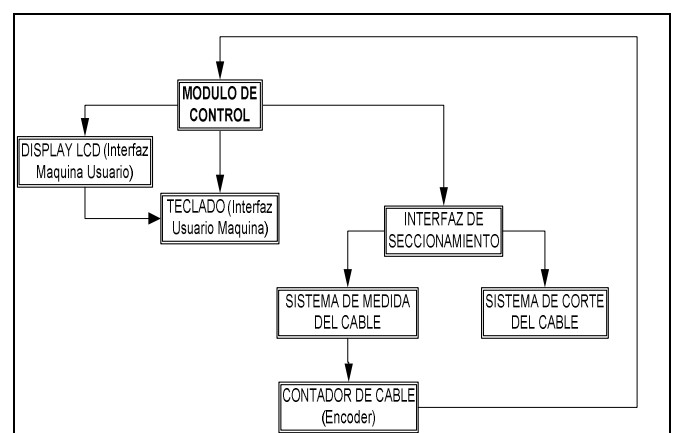 MODULO DE
CONTROL
DISPLAY LCD (Interfaz
Maquina Usuario)
TECLADO (Interfaz
Usuario Maquina)
INTERFAZ DE
SECCIONAMIENTO
SISTEMA DE MEDIDA
DEL CABLE
SISTEMA DE CORTE
DEL CABLE
CONTADOR DE CABLE
(Encoder)